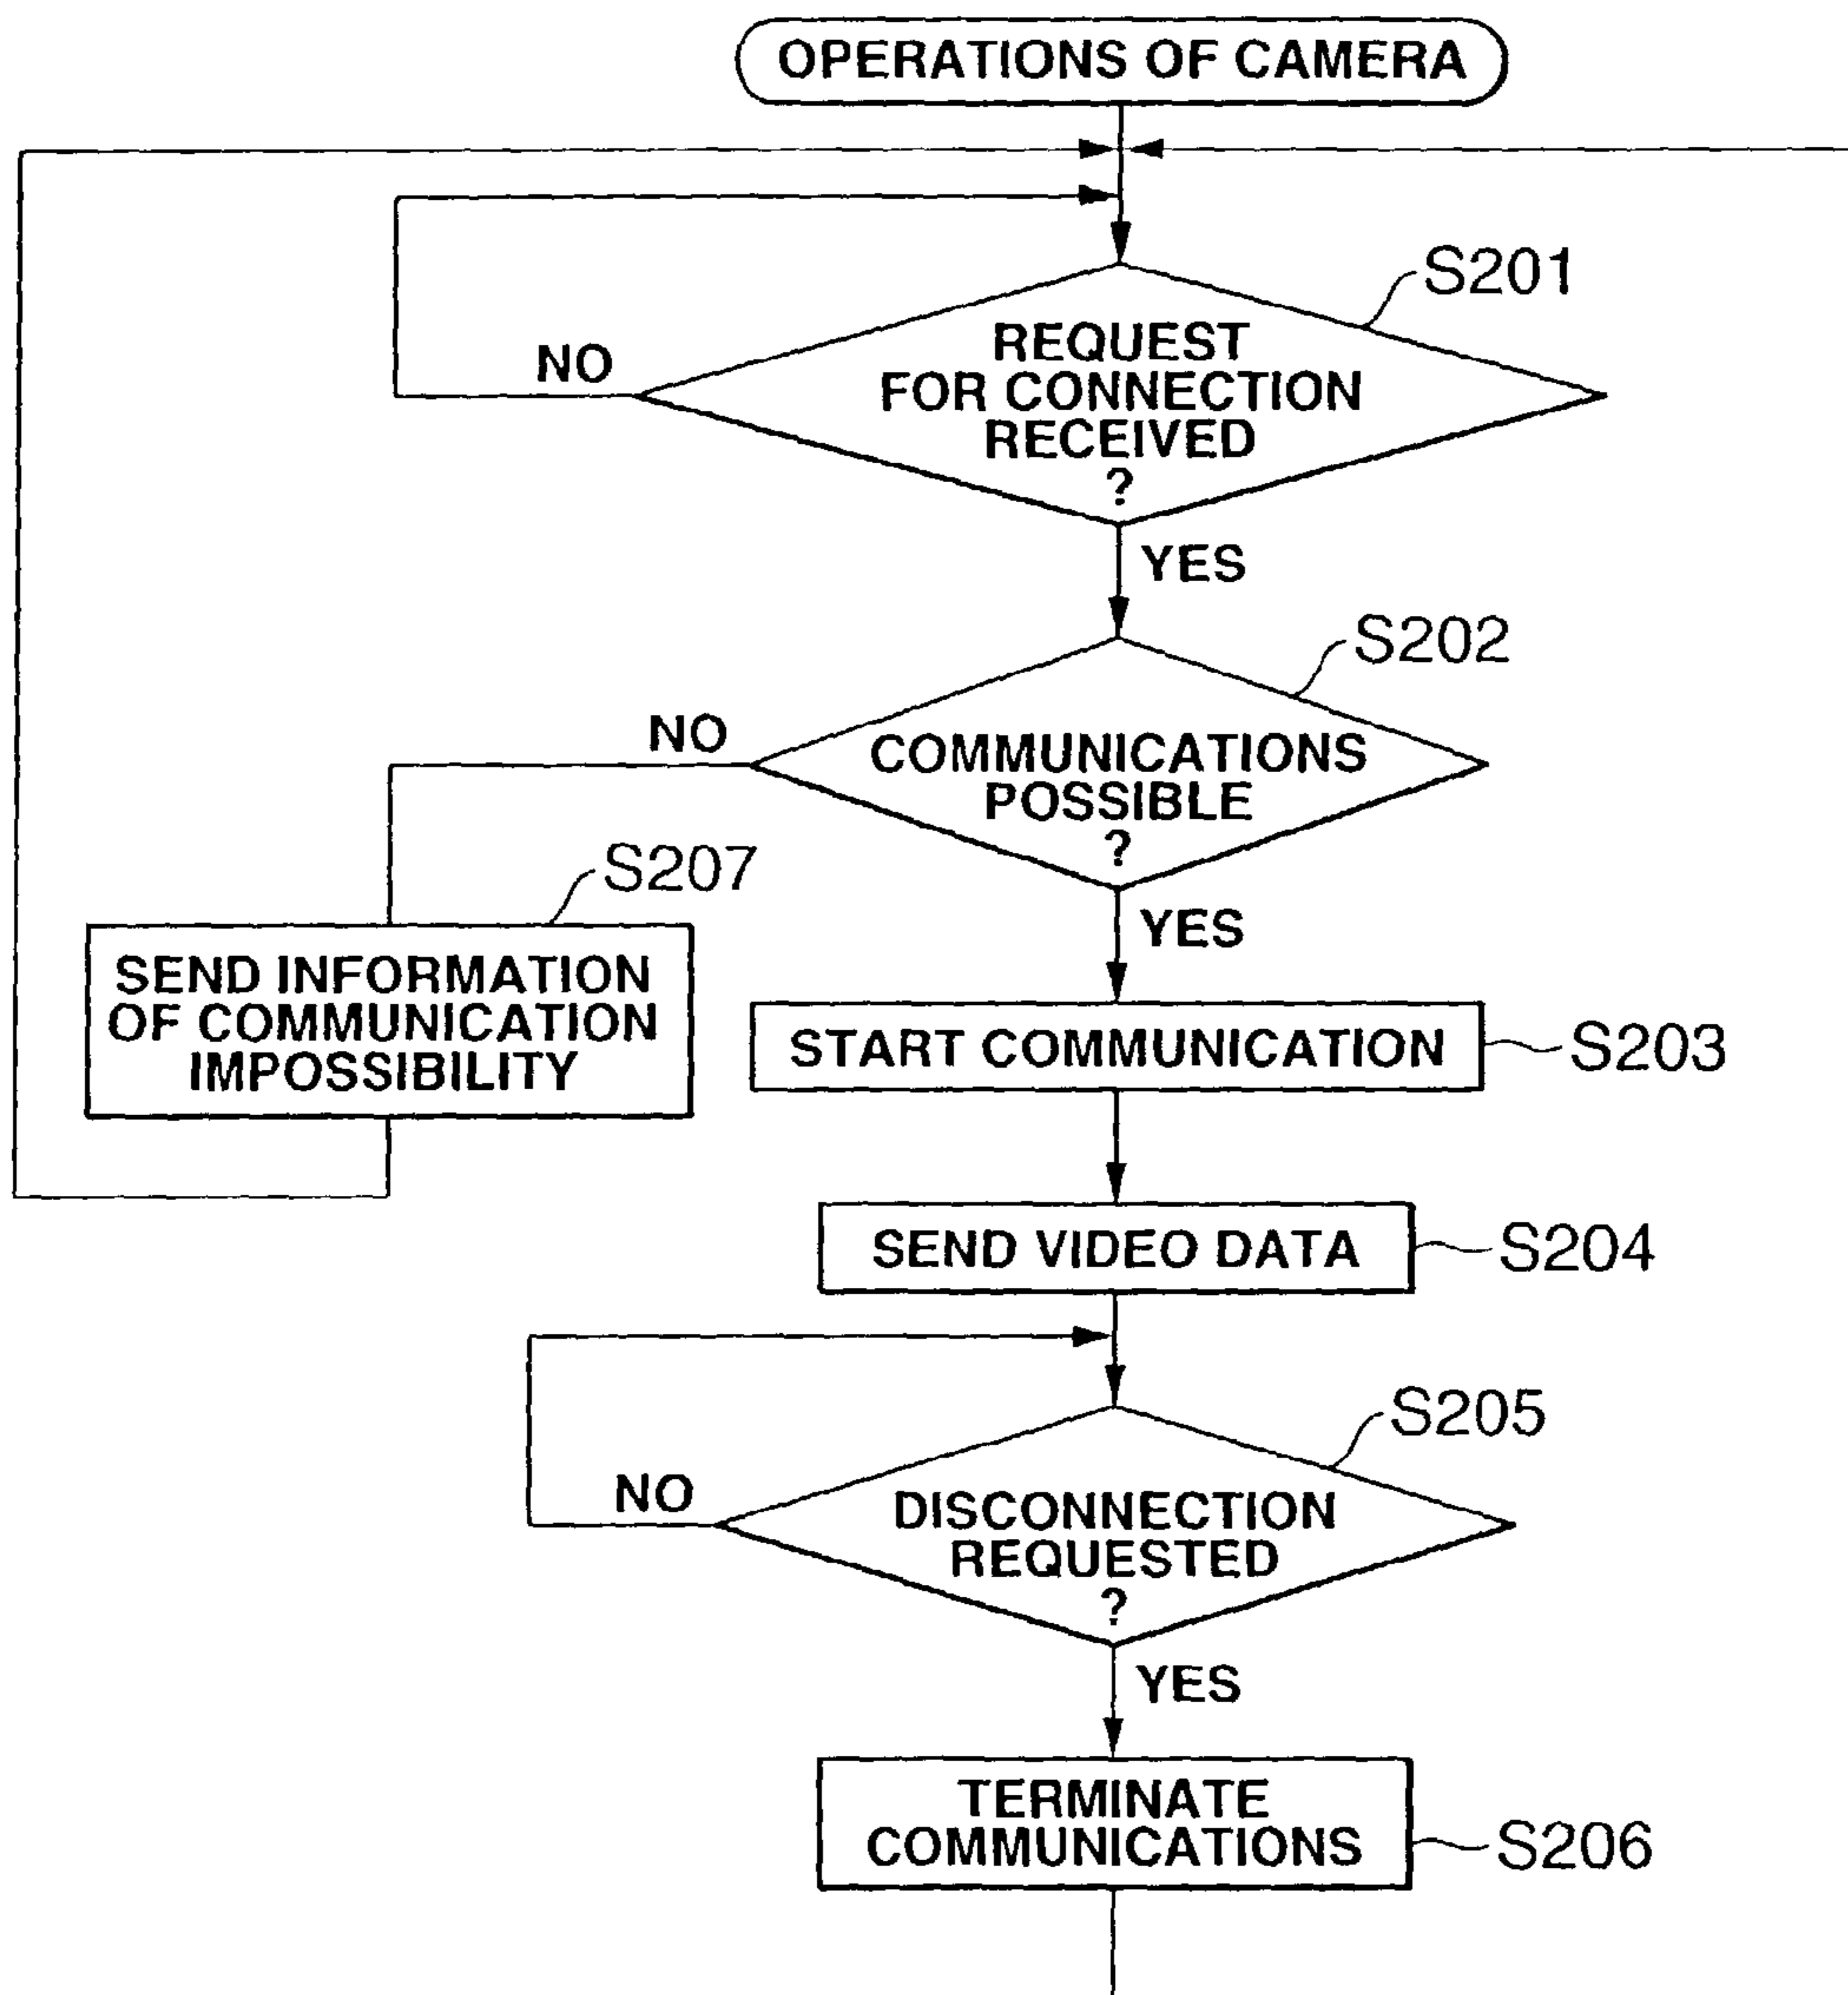 OPERATIONS OF CAMERA
S201
REQUEST
FOR CONNECTION
RECEIVED
?
NO
YES
S202
COMMUNICATIONS
POSSIBLE
?
NO
YES
S207
SEND INFORMATION
OF COMMUNICATION
IMPOSSIBILITY
START COMMUNICATION
S203
SEND VIDEO DATA
S204
S205
DISCONNECTION
REQUESTED
?
NO
YES
TERMINATE
COMMUNICATIONS
S206